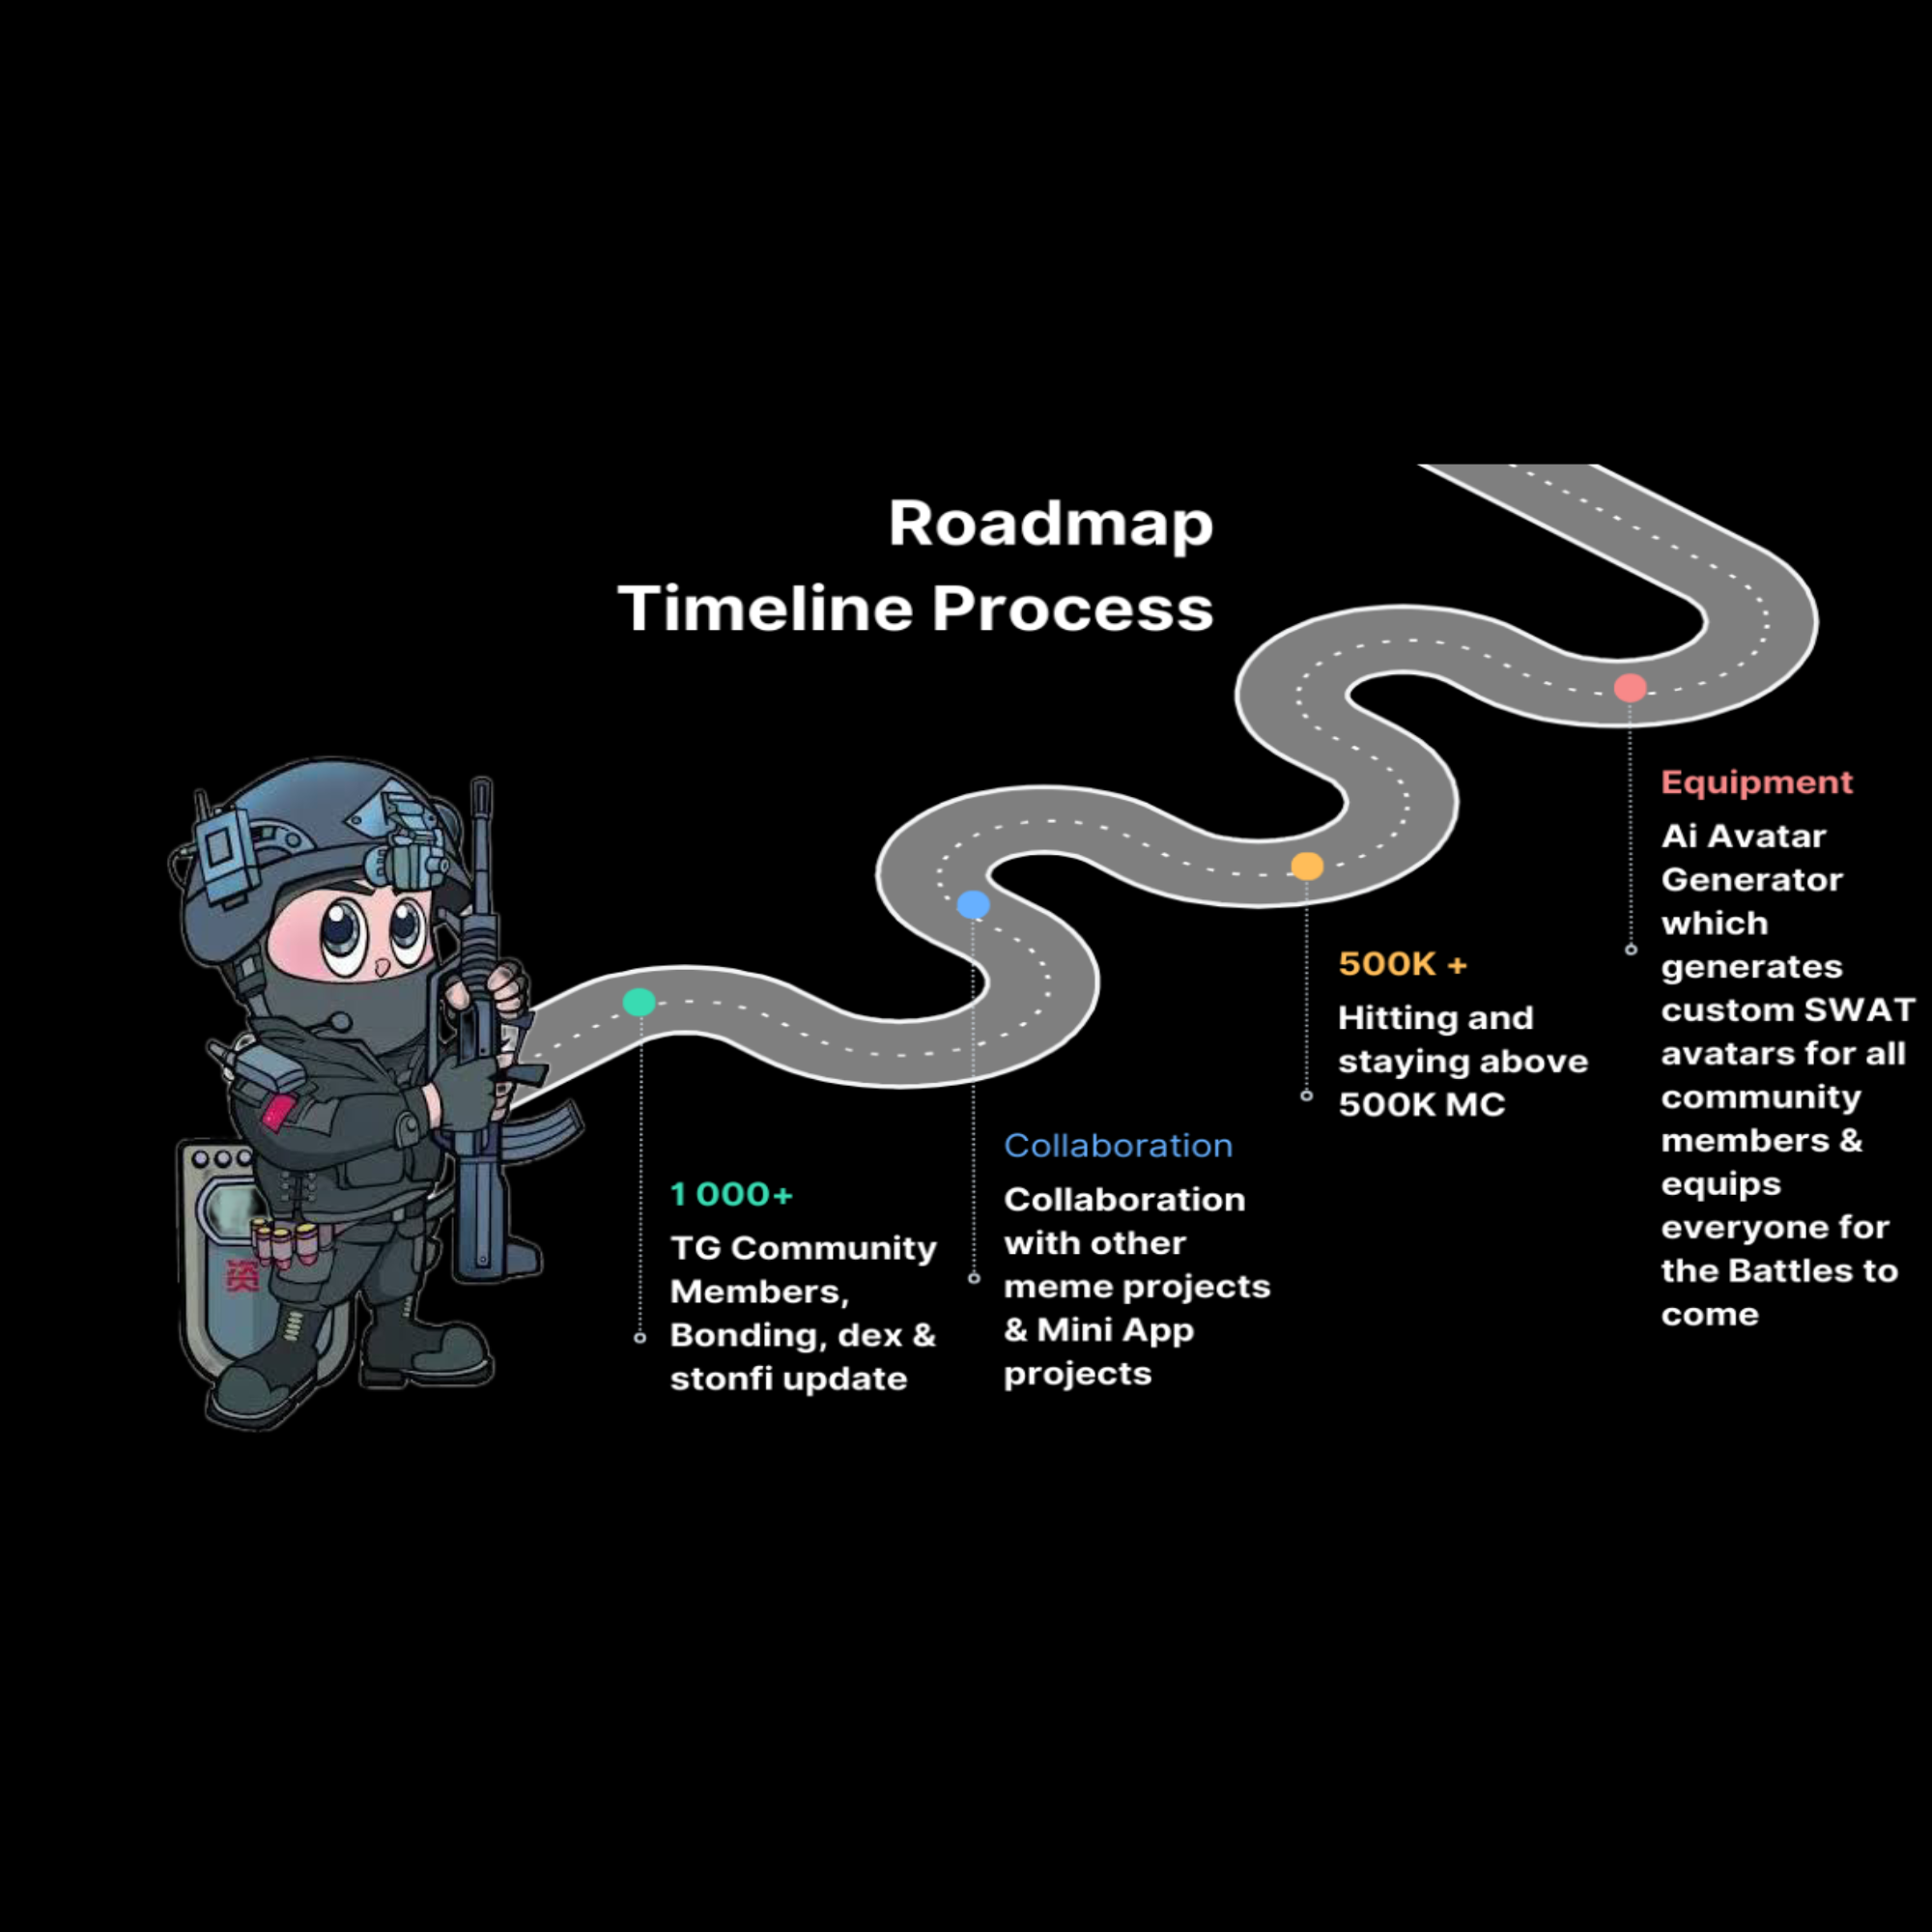 Roadmap
Timeline Process
1 000+
TG Community
Members,
Bonding, dex &
stonfi update
Collaboration
Collaboration
with other
meme projects
& Mini App
projects
500K +
Hitting and
staying above
500K MC
Equipment
Ai Avatar
Generator
which
generates
custom SWAT
avatars for all
community
members &
equips
everyone for
the Battles to
come